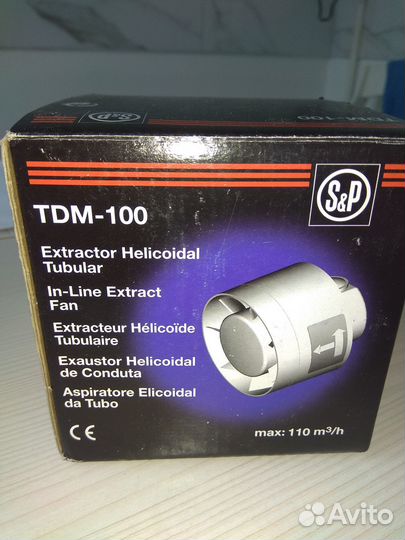 TDM-100
S&P
S&P
TDM-100
Extractor Helicoidal
Tubular
In-Line Extract
Fan
Extracteur Hélicoïde
Tubulaire
Exaustor Helicoidal
de Conduta
Aspiratore Elicoidal
da Tubo
CE
max: 110 m³/h
Avito